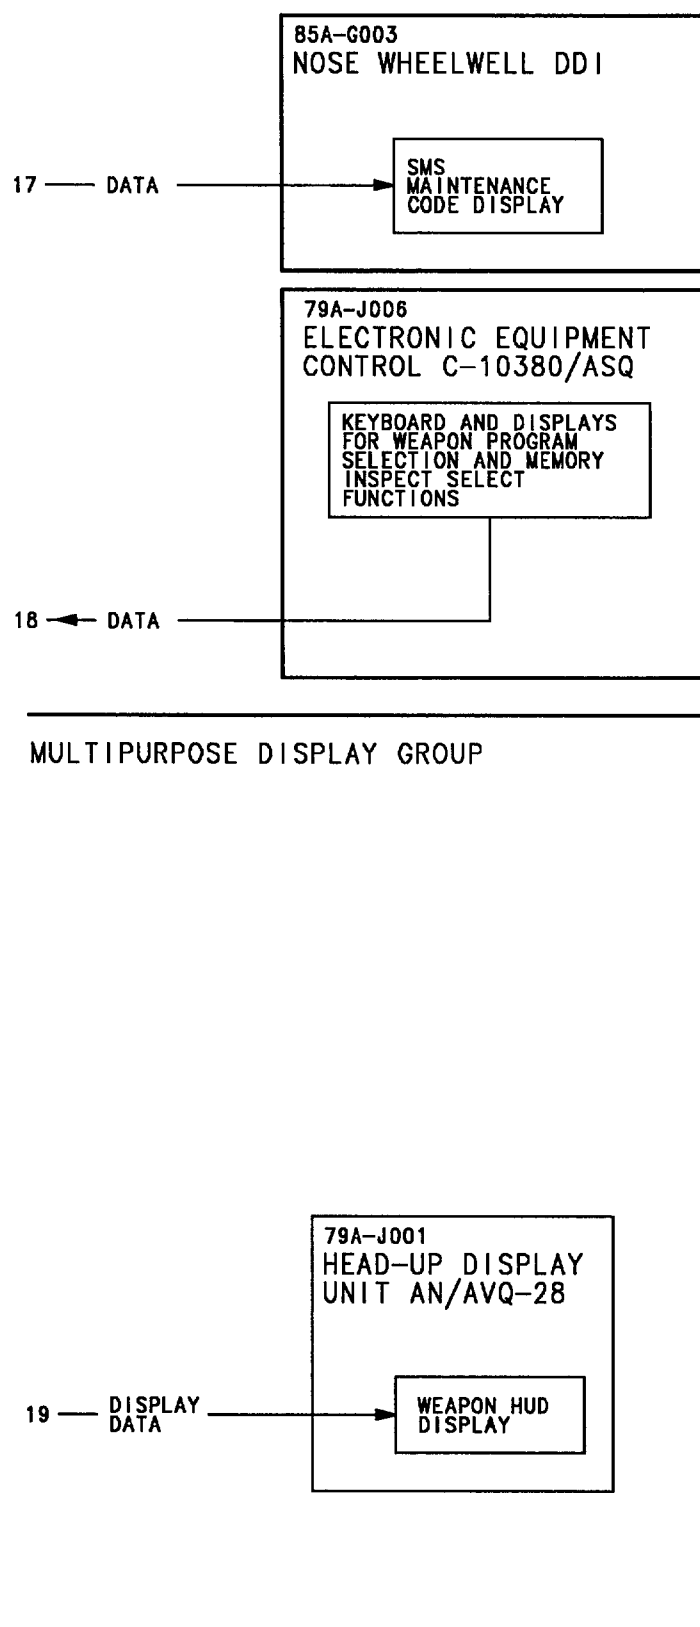 85A-G003
NOSE WHEELWELL DDI
17 DATA
SMS
MAINTENANCE
CODE DISPLAY
79A-J006
ELECTRONIC EQUIPMENT
CONTROL C-10380/ASQ
KEYBOARD AND DISPLAYS
FOR WEAPON PROGRAM
SELECTION AND MEMORY
INSPECT SELECT
FUNCTIONS
18 DATA
MULTIPURPOSE DISPLAY GROUP
79A-J001
HEAD-UP DISPLAY
UNIT AN/AVQ-28
19 DISPLAY
DATA
WEAPON HUD
DISPLAY